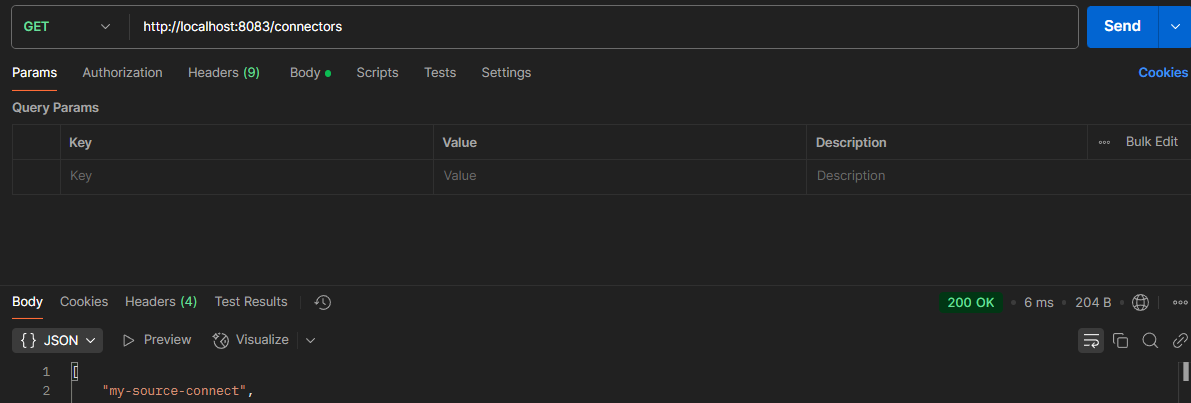 GET http://localhost:8083/connectors Send
Params Authorization Headers (9) Body Scripts Tests Settings Cookies
Query Params
Key Value Description Bulk Edit
Key Value Description
Body Cookies Headers (4) Test Results 200 OK 6 ms 204 B
{} JSON Preview Visualize
1 [
2 "my-source-connect",